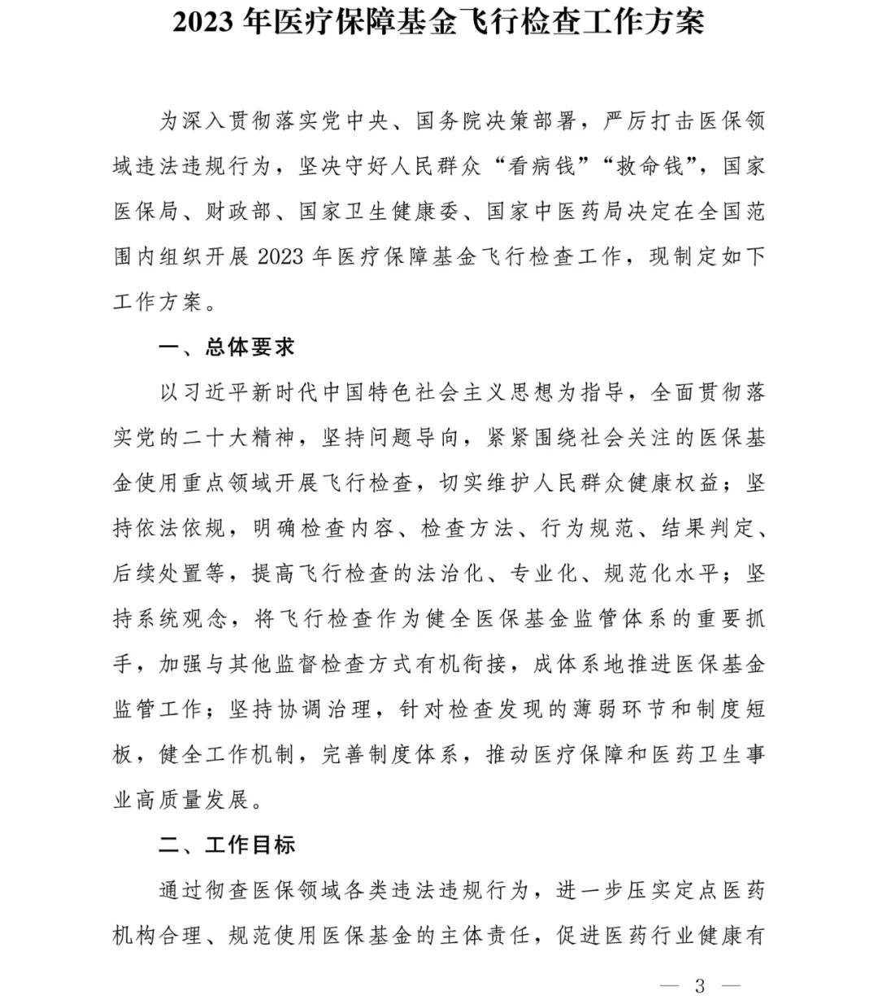 2023 年医疗保障基金飞行检查工作方案
为深入贯彻落实党中央、国务院决策部署，严厉打击医保领
域违法违规行为，坚决守好人民群众“看病钱”“救命钱”，国家
医保局、财政部、国家卫生健康委、国家中医药局决定在全国范
围内组织开展 2023 年医疗保障基金飞行检查工作，现制定如下
工作方案。
一、总体要求
以习近平新时代中国特色社会主义思想为指导，全面贯彻落
实党的二十大精神，坚持问题导向，紧紧围绕社会关注的医保基
金使用重点领域开展飞行检查，切实维护人民群众健康权益；坚
持依法依规，明确检查内容、检查方法、行为规范、结果判定、
后续处置等，提高飞行检查的法治化、专业化、规范化水平；坚
持系统观念，将飞行检查作为健全医保基金监管体系的重要抓
手，加强与其他监督检查方式有机衔接，成体系地推进医保基金
监管工作；坚持协调治理，针对检查发现的薄弱环节和制度短
板，健全工作机制，完善制度体系，推动医疗保障和医药卫生事
业高质量发展。
二、工作目标
通过彻查医保领域各类违法违规行为，进一步压实定点医药
机构合理、规范使用医保基金的主体责任，促进医药行业健康有
— 3 —